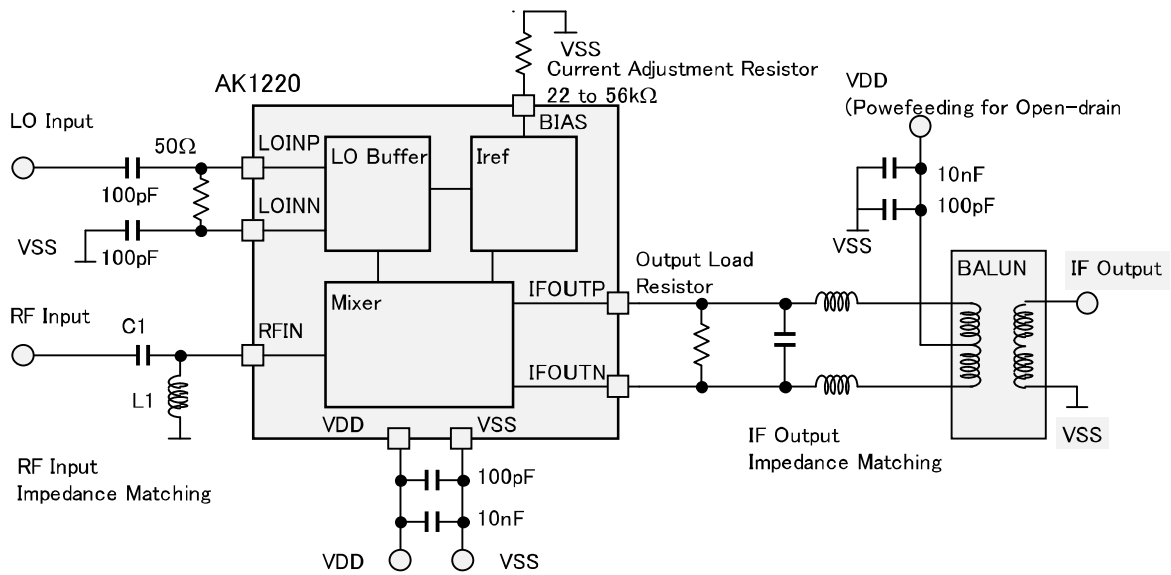 VSS
Current Adjustment Resistor
22 to 56kΩ
AK1220
BIAS
VDD
(Powefeeding for Open-drain
LO Input
50Ω
LOINP
LO Buffer
Iref
100pF
LOINN
10nF
100pF
VSS
100pF
VSS
Output Load
Resistor
BALUN
IF Output
IFOUTP
Mixer
RF Input
C1
RFIN
L1
IFOUTN
VDD
VSS
IF Output
Impedance Matching
VSS
RF Input
Impedance Matching
100pF
10nF
VDD
VSS